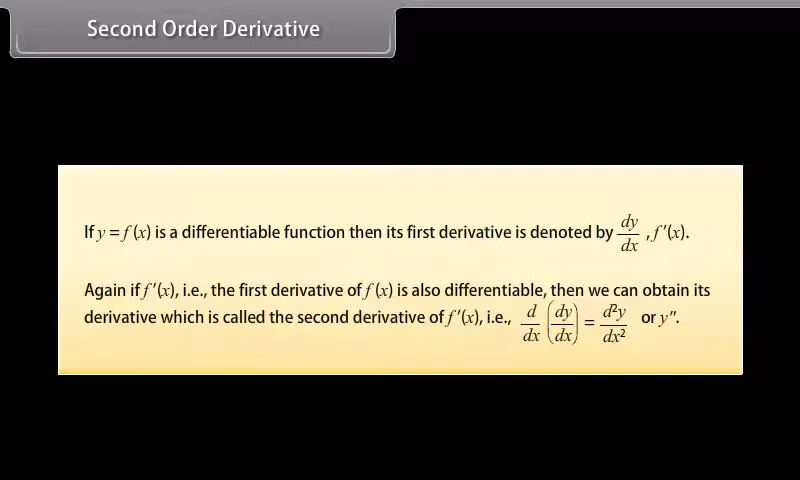 Second Order Derivative
If y = f (x) is a differentiable function then its first derivative is denoted by dy/dx , f ′(x).
Again if f ′(x), i.e., the first derivative of f (x) is also differentiable, then we can obtain its
derivative which is called the second derivative of f ′(x), i.e., d/dx (dy/dx) = d²y/dx² or y″.